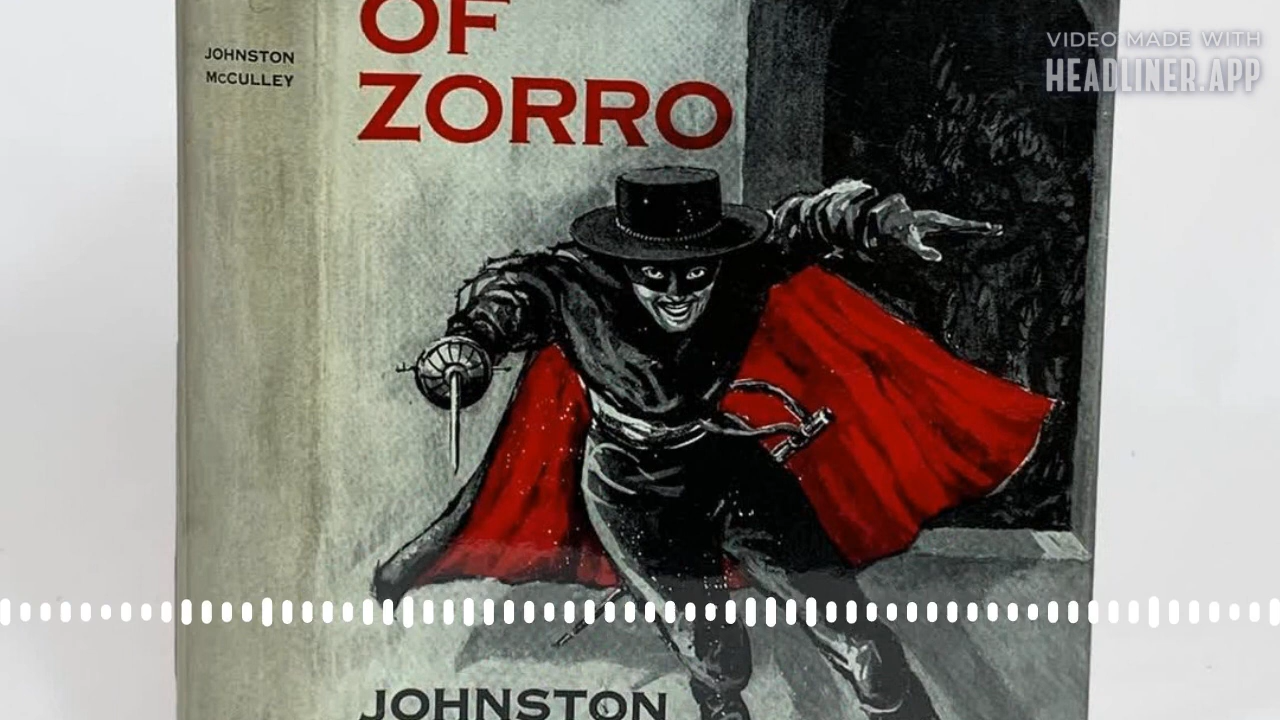 JOHNSTON
McCULLEY
OF
ZORRO
JOHNSTON
VIDEO MADE WITH
HEADLINER.APP